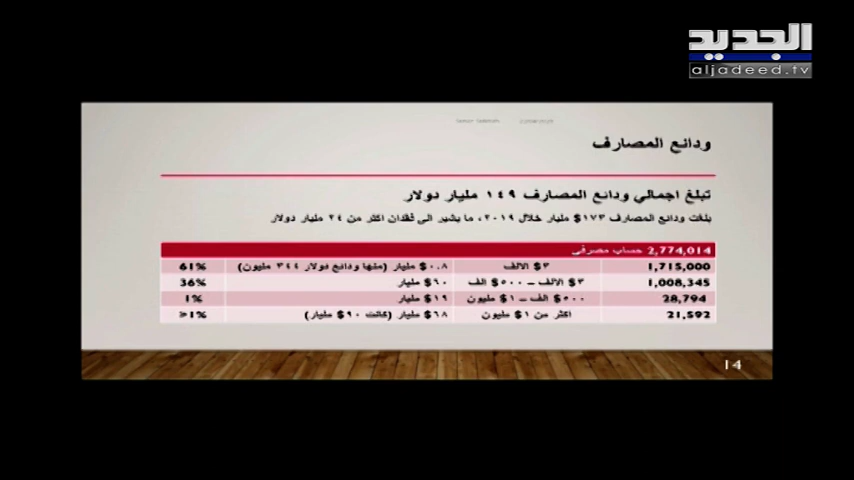 الجديد
aljadeed.tv
ودائع المصارف
تبلغ اجمالي ودائع المصارف ١٤٩ مليار دولار
بلغت ودائع المصارف ١٧٣$ مليار خلال ٢٠١٩، ما يشير الى فقدان اكثر من ٢٤ مليار دولار
2,774,014 حساب مصرفي
1,715,000 ٣$ الالف ٠.٨$ مليار (منها ودائع دولار ٣٤٤ مليون) 61%
1,008,345 ٣$ الالف – ٥٠٠$ الف ٦٠$ مليار 36%
28,794 ٥٠٠$ الف – ١$ مليون ١٩$ مليار 1%
21,592 اكثر من ١$ مليون ٦٨$ مليار (كانت ٩٠$ مليار) >1%
14